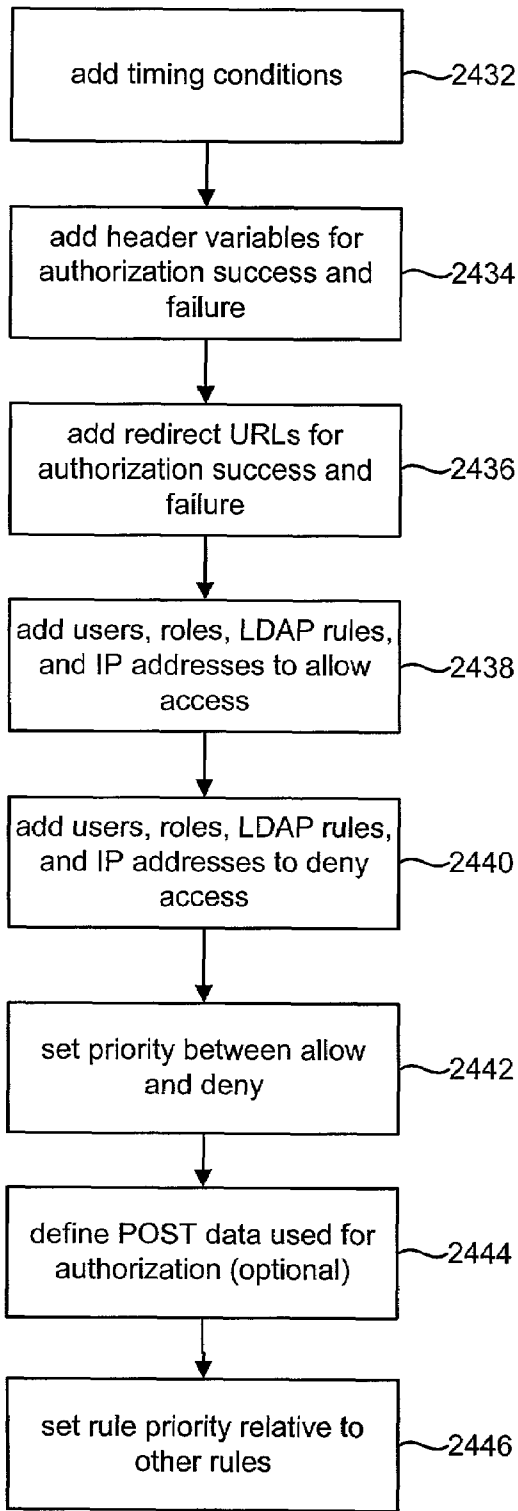 add timing conditions
2432
add header variables for
authorization success and
failure
2434
add redirect URLs for
authorization success and
failure
2436
add users, roles, LDAP rules,
and IP addresses to allow
access
2438
add users, roles, LDAP rules,
and IP addresses to deny
access
2440
set priority between allow
and deny
2442
define POST data used for
authorization (optional)
2444
set rule priority relative to
other rules
2446